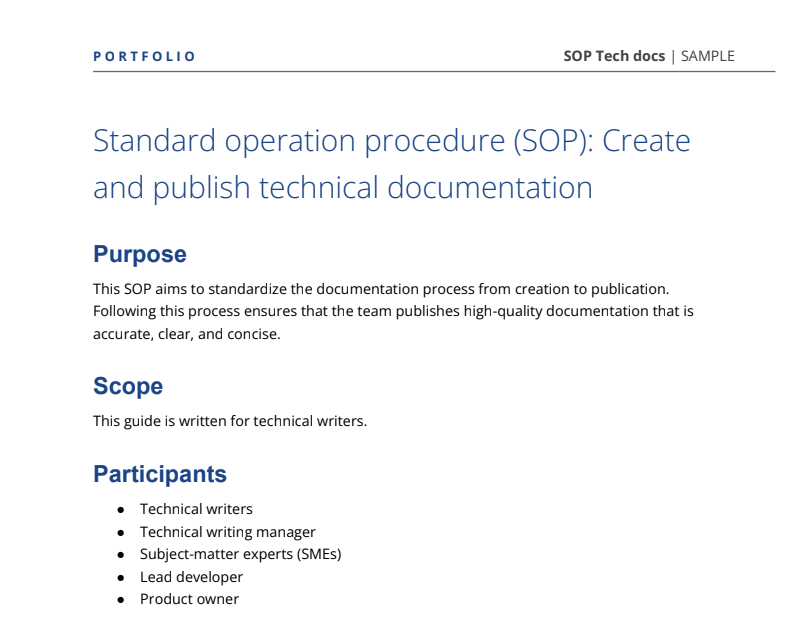 PORTFOLIO
SOP Tech docs | SAMPLE
Standard operation procedure (SOP): Create
and publish technical documentation
Purpose
This SOP aims to standardize the documentation process from creation to publication.
Following this process ensures that the team publishes high-quality documentation that is
accurate, clear, and concise.
Scope
This guide is written for technical writers.
Participants
● Technical writers
● Technical writing manager
● Subject-matter experts (SMEs)
● Lead developer
● Product owner